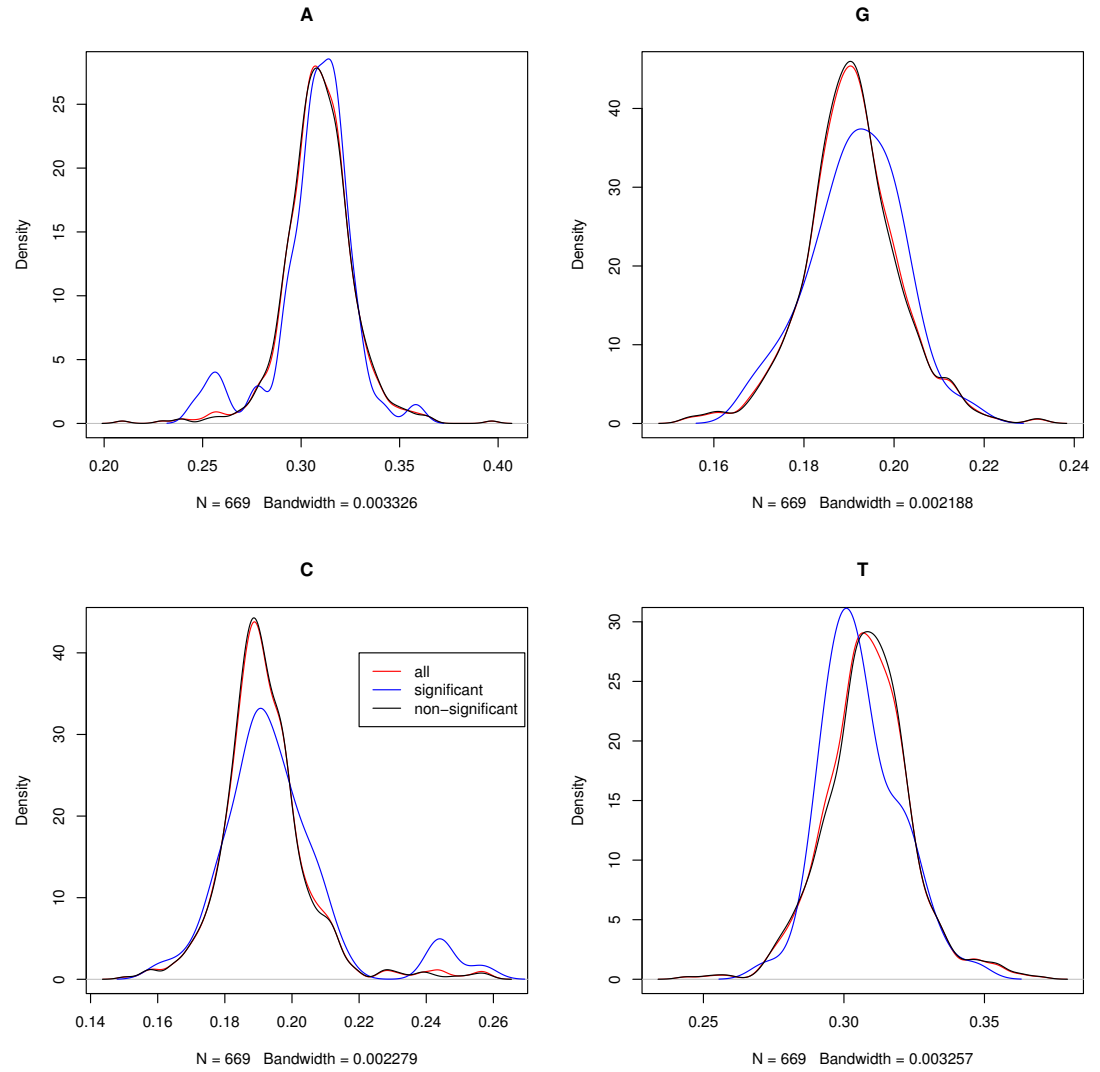 A
Density
25
20
15
10
5
0
0.20 0.25 0.30 0.35 0.40
N = 669 Bandwidth = 0.003326
G
Density
40
30
20
10
0
0.16 0.18 0.20 0.22 0.24
N = 669 Bandwidth = 0.002188
C
Density
40
30
20
10
0
all
significant
non−significant
0.14 0.16 0.18 0.20 0.22 0.24 0.26
N = 669 Bandwidth = 0.002279
T
Density
30
25
20
15
10
5
0
0.25 0.30 0.35
N = 669 Bandwidth = 0.003257